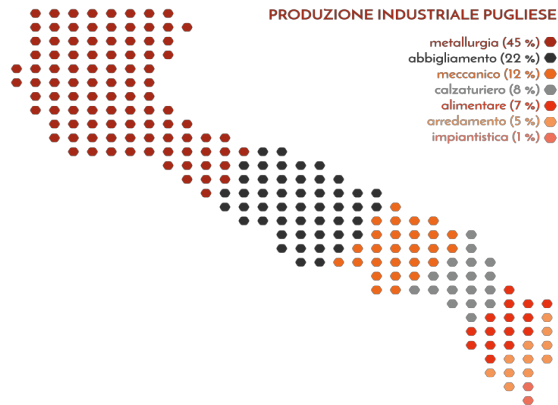 PRODUZIONE INDUSTRIALE PUGLIESE
metallurgia (45 %)
abbigliamento (22 %)
meccanico (12 %)
calzaturiero (8 %)
alimentare (7 %)
arredamento (5 %)
impiantistica (1 %)